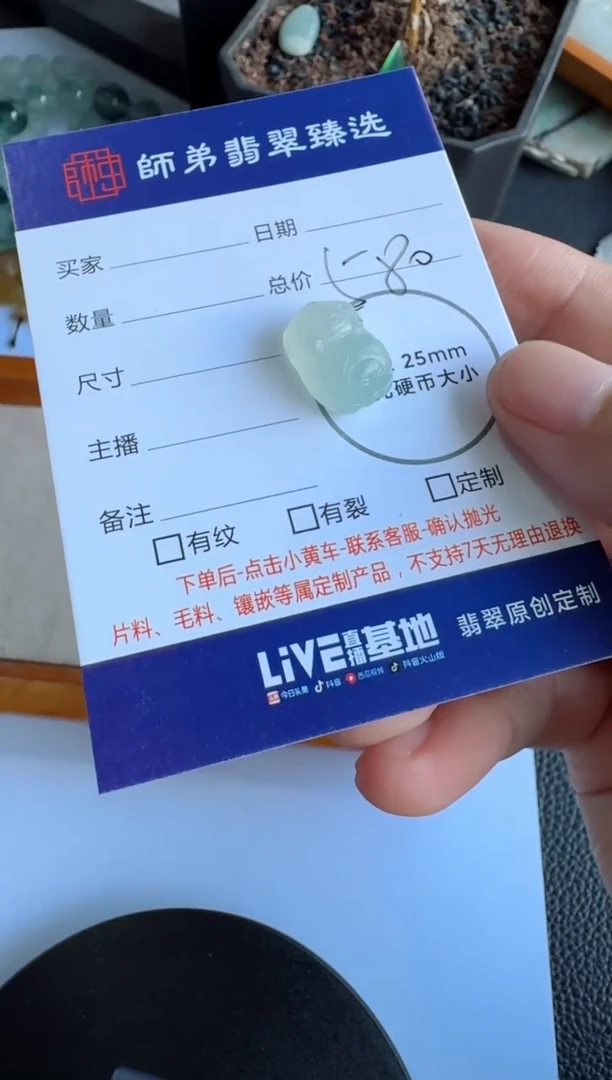 師弟翡翠臻选
买家 日期
数量 总价 1-80
尺寸
25mm
硬币大小
主播
备注 □有纹 □有裂 □定制
下单后-点击小黄车-联系客服-确认抛光
片料、毛料、镶嵌等属定制产品，不支持7天无理由退换
LiVE直播基地 翡翠原创定制
今日头条 抖音 西瓜视频 抖音火山版